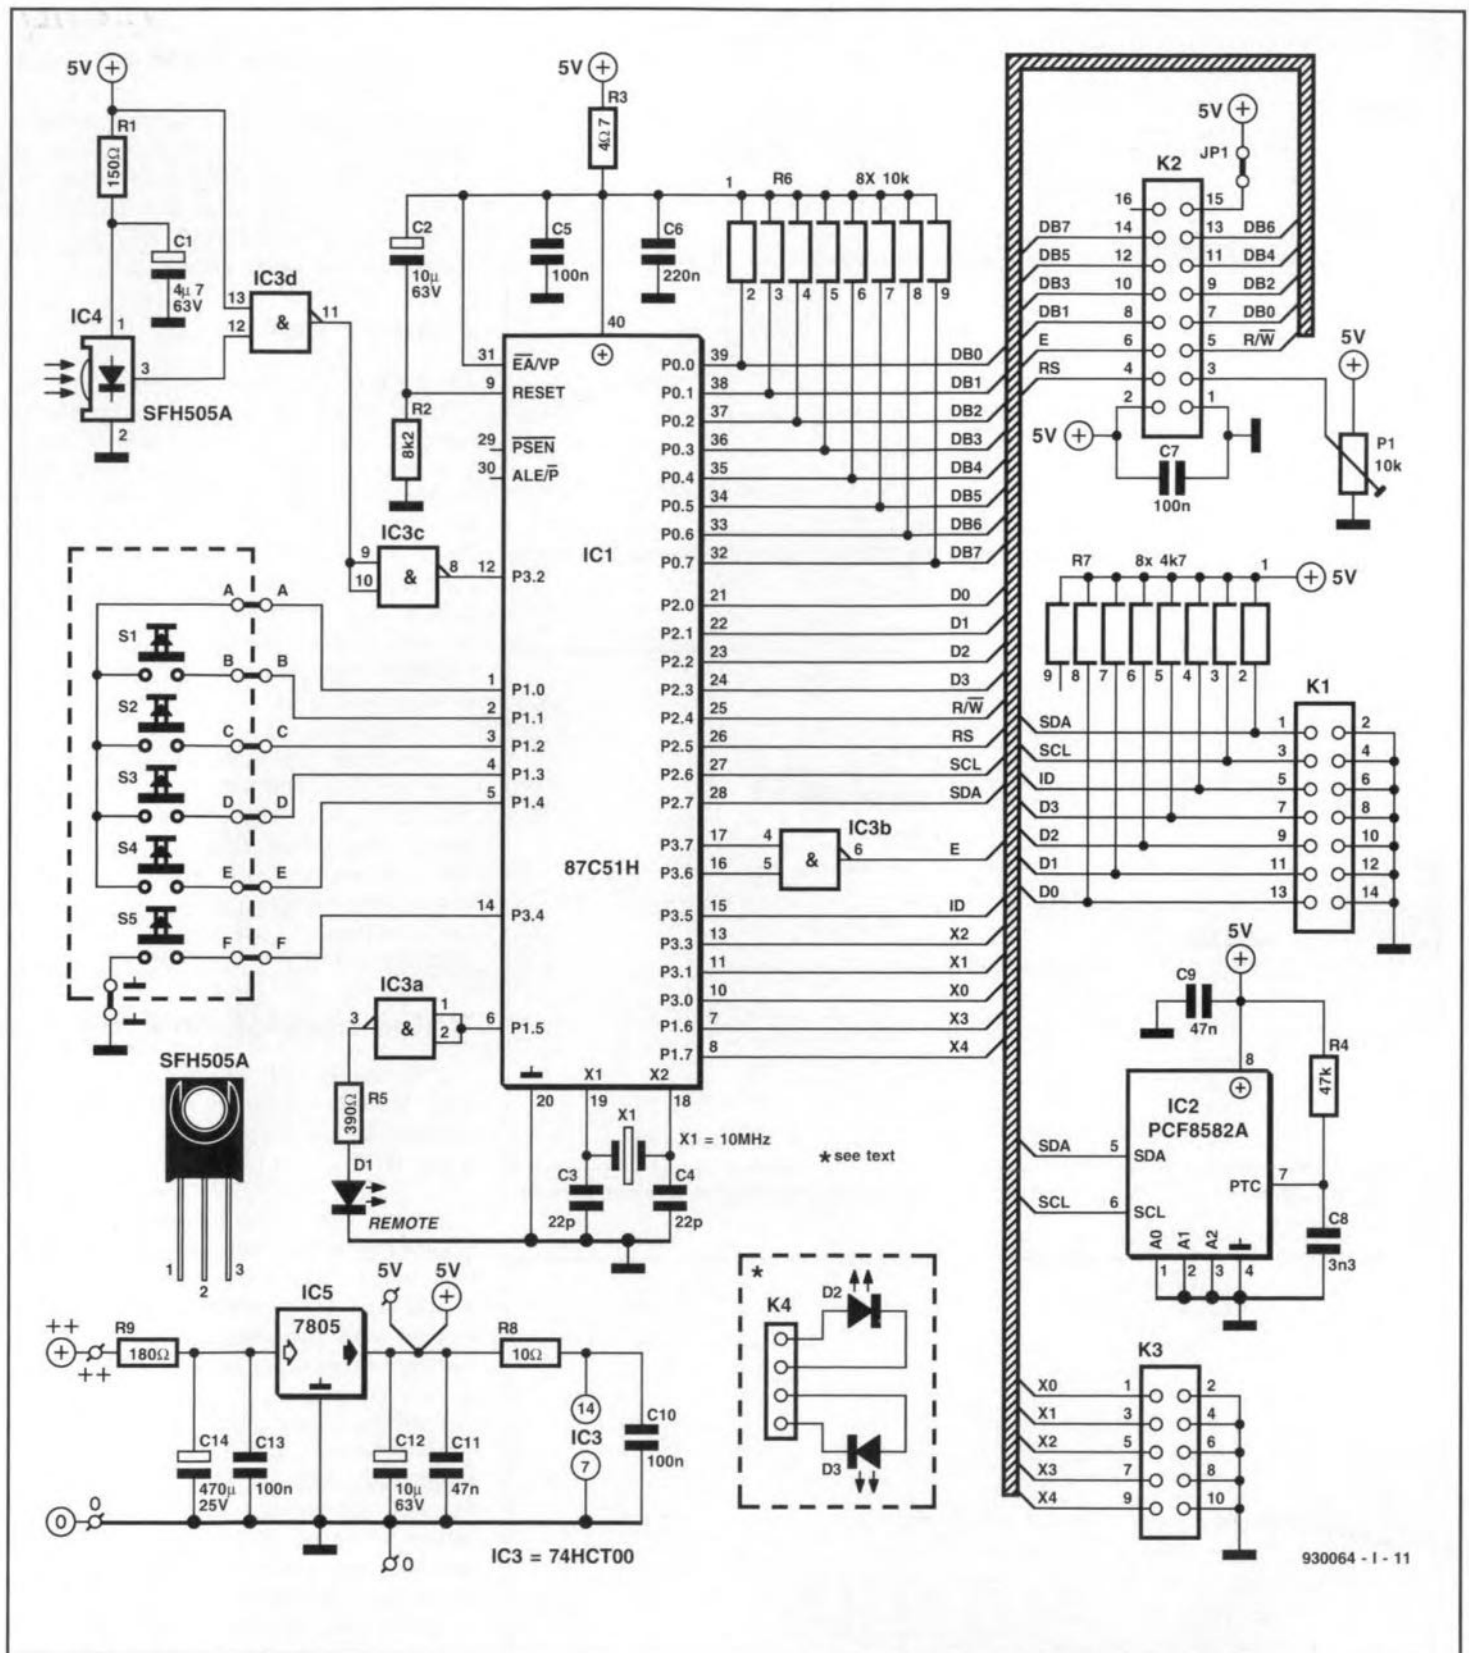 5V
R1
150Ω
C1
4μ 7
63V
IC4
1
3
2
SFH505A
IC3d
13
12
&
11
5V
R3
4Ω 7
C2
10μ
63V
C5
100n
C6
220n
1
R6
8X 10k
2
3
4
5
6
7
8
9
R2
8k2
IC3c
9
10
&
8
40
31
EA/VP
9
RESET
29
PSEN
30
ALE/P
12
P3.2
IC1
87C51H
1
P1.0
2
P1.1
3
P1.2
4
P1.3
5
P1.4
14
P3.4
6
P1.5
P0.0 39 DB0
P0.1 38 DB1
P0.2 37 DB2
P0.3 36 DB3
P0.4 35 DB4
P0.5 34 DB5
P0.6 33 DB6
P0.7 32 DB7
P2.0 21 D0
P2.1 22 D1
P2.2 23 D2
P2.3 24 D3
P2.4 25 R/W
P2.5 26 RS
P2.6 27 SCL
P2.7 28 SDA
P3.7 17
P3.6 16
4
5
&
IC3b
6
E
P3.5 15 ID
P3.3 13 X2
P3.1 11 X1
P3.0 10 X0
P1.6 7 X3
P1.7 8 X4
X1
X2
20
19
18
X1
X1 = 10MHz
C3
22p
C4
22p
A A
S1
B B
S2
C C
S3
D D
S4
E E
S5
F F
IC3a
3
&
1
2
R5
390Ω
D1
REMOTE
SFH505A
1
2
3
5V
K2
JP1
16
15
DB7 14
13 DB6
DB5 12
11 DB4
DB3 10
9 DB2
DB1 8
7 DB0
E 6
5 R/W
RS 4
3
2
1
5V
C7
100n
5V
P1
10k
R7
8x 4k7
1
5V
9
8
7
6
5
4
3
2
K1
SDA 1 2
SCL 3 4
ID 5 6
D3 7 8
D2 9 10
D1 11 12
D0 13 14
5V
C9
47n
R4
47k
8
IC2
PCF8582A
SDA 5 SDA
SCL 6 SCL
PTC 7
A0
A1
A2
1
2
3
4
C8
3n3
* see text
*
K4
D2
D3
K3
X0 1 2
X1 3 4
X2 5 6
X3 7 8
X4 9 10
++
++
R9
180Ω
IC5
7805
5V
5V
R8
10Ω
C14
470μ
25V
C13
100n
C12
10μ
63V
C11
47n
14
IC3
7
C10
100n
0
0
0
IC3 = 74HCT00
930064 - I - 11